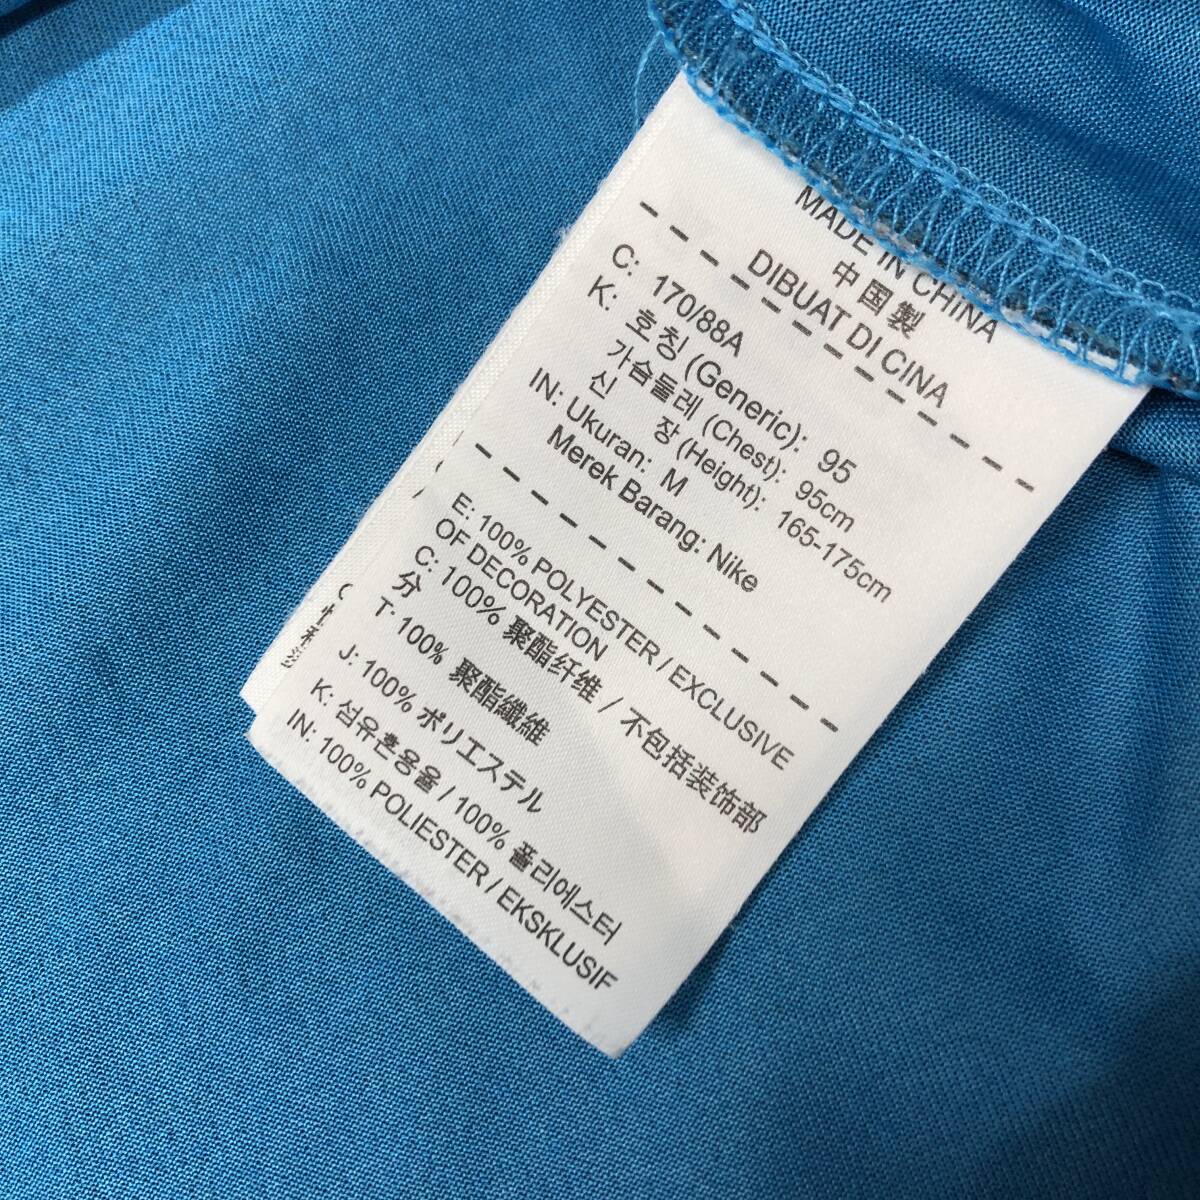 MADE IN CHINA
中国製
DIBUAT DI CINA
C: 170/88A
K: 호칭 (Generic): 95
가슴둘레 (Chest): 95cm
신 장 (Height): 165-175cm
IN: Ukuran: M
Merek Barang: Nike
E: 100% POLYESTER / EXCLUSIVE
OF DECORATION
C: 100% 聚酯纤维 / 不包括装饰部
分
T: 100% 聚酯纖維
J: 100% ポリエステル
K: 섬유혼용율 / 100% 폴리에스터
IN: 100% POLIESTER / EKSKLUSIF